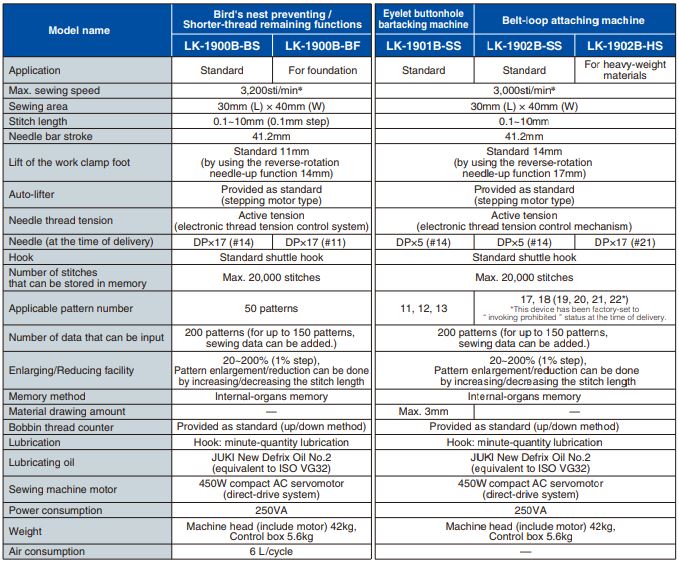 Model name
Bird's nest preventing /
Shorter-thread remaining functions
Eyelet buttonhole
bartacking machine
Belt-loop attaching machine
LK-1900B-BS LK-1900B-BF LK-1901B-SS LK-1902B-SS LK-1902B-HS
Application Standard For foundation Standard Standard For heavy-weight
materials
Max. sewing speed 3,200sti/min* 3,000sti/min*
Sewing area 30mm (L) × 40mm (W) 30mm (L) × 40mm (W)
Stitch length 0.1~10mm (0.1mm step) 0.1~10mm
Needle bar stroke 41.2mm 41.2mm
Lift of the work clamp foot
Standard 11mm
(by using the reverse-rotation
needle-up function 14mm)
Standard 14mm
(by using the reverse-rotation
needle-up function 17mm)
Auto-lifter
Provided as standard
(stepping motor type)
Provided as standard
(stepping motor type)
Needle thread tension
Active tension
(electronic thread tension control system)
Active tension
(electronic thread tension control mechanism)
Needle (at the time of delivery) DP×17 (#14) DP×17 (#11) DP×5 (#14) DP×5 (#14) DP×17 (#21)
Hook Standard shuttle hook Standard shuttle hook
Number of stitches
that can be stored in memory
Max. 20,000 stitches Max. 20,000 stitches
Applicable pattern number 50 patterns 11, 12, 13
17, 18 (19, 20, 21, 22*)
*This device has been factory-set to
" invoking prohibited " status at the time of delivery.
Number of data that can be input
200 patterns (for up to 150 patterns,
sewing data can be added.)
200 patterns (for up to 150 patterns,
sewing data can be added.)
Enlarging/Reducing facility
20~200% (1% step),
Pattern enlargement/reduction can be done
by increasing/decreasing the stitch length
20~200% (1% step),
Pattern enlargement/reduction can be done
by increasing/decreasing the stitch length
Memory method Internal-organs memory Internal-organs memory
Material drawing amount — Max. 3mm —
Bobbin thread counter Provided as standard (up/down method) Provided as standard (up/down method)
Lubrication Hook: minute-quantity lubrication Hook: minute-quantity lubrication
Lubricating oil
JUKI New Defrix Oil No.2
(equivalent to ISO VG32)
JUKI New Defrix Oil No.2
(equivalent to ISO VG32)
Sewing machine motor
450W compact AC servomotor
(direct-drive system)
450W compact AC servomotor
(direct-drive system)
Power consumption 250VA 250VA
Weight
Machine head (include motor) 42kg,
Control box 5.6kg
Machine head (include motor) 42kg,
Control box 5.6kg
Air consumption 6 L/cycle —